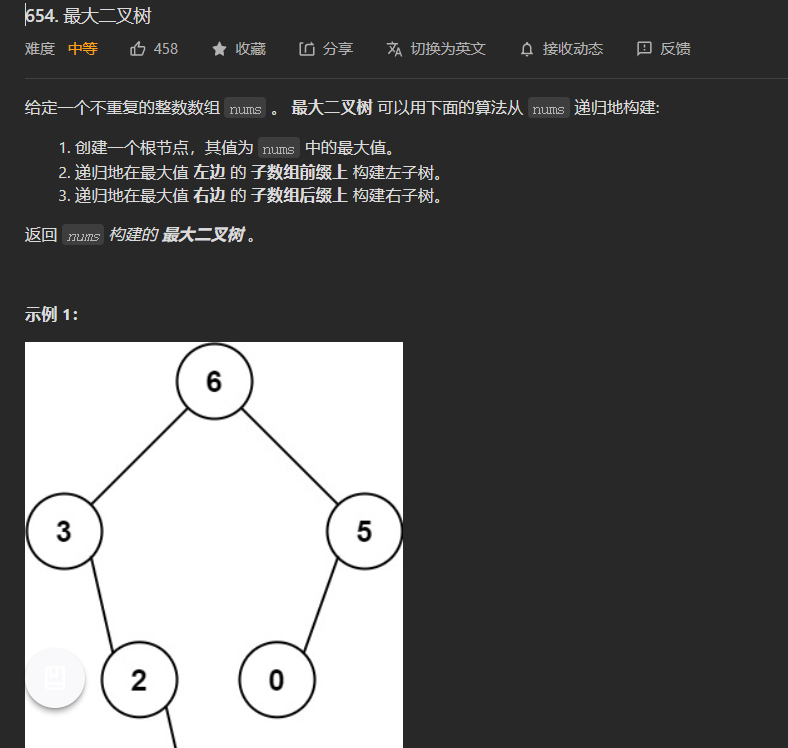 654. 最大二叉树
难度 中等 458 收藏 分享 切换为英文 接收动态 反馈
给定一个不重复的整数数组 nums 。 最大二叉树 可以用下面的算法从 nums 递归地构建:
1. 创建一个根节点，其值为 nums 中的最大值。
2. 递归地在最大值 左边 的 子数组前缀上 构建左子树。
3. 递归地在最大值 右边 的 子数组后缀上 构建右子树。
返回 nums 构建的 最大二叉树 。
示例 1：
6
3 5
2 0